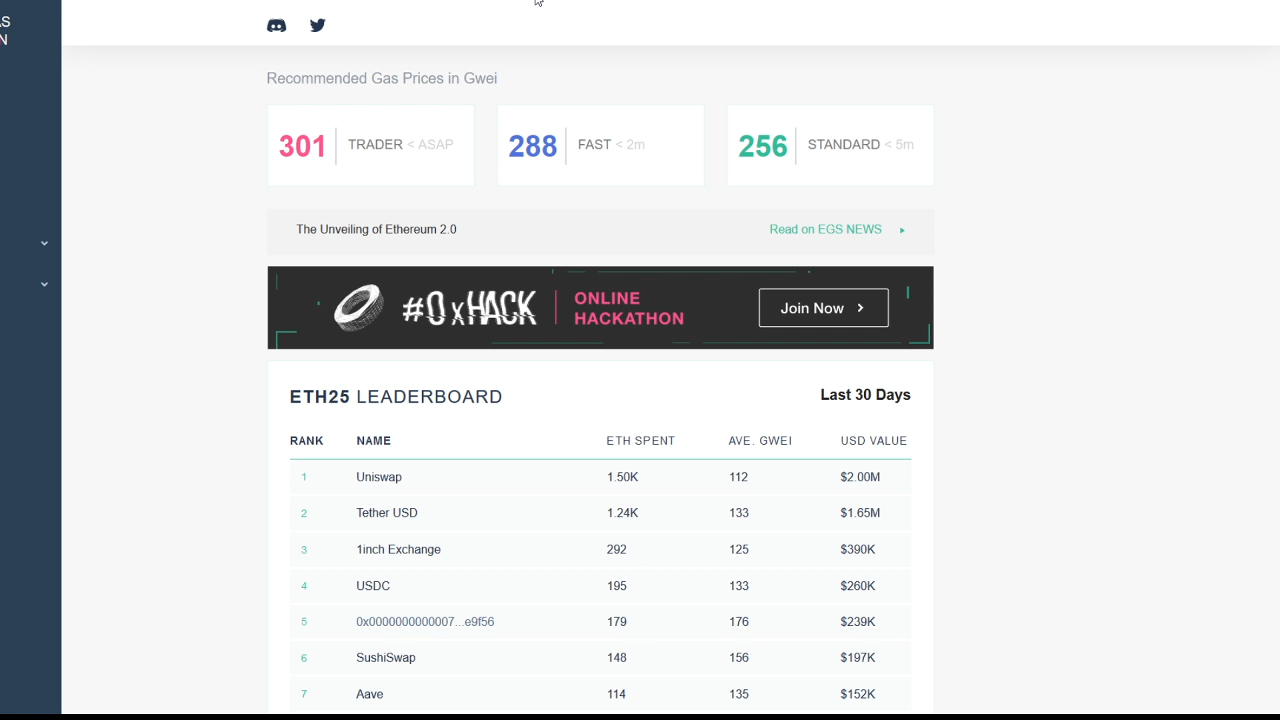 AS
N
Recommended Gas Prices in Gwei
301 TRADER < ASAP
288 FAST < 2m
256 STANDARD < 5m
The Unveiling of Ethereum 2.0
Read on EGS NEWS
#0xHACK
ONLINE
HACKATHON
Join Now
ETH25 LEADERBOARD
Last 30 Days
RANK NAME ETH SPENT AVE. GWEI USD VALUE
1 Uniswap 1.50K 112 $2.00M
2 Tether USD 1.24K 133 $1.65M
3 1inch Exchange 292 125 $390K
4 USDC 195 133 $260K
5 0x0000000000007...e9f56 179 176 $239K
6 SushiSwap 148 156 $197K
7 Aave 114 135 $152K